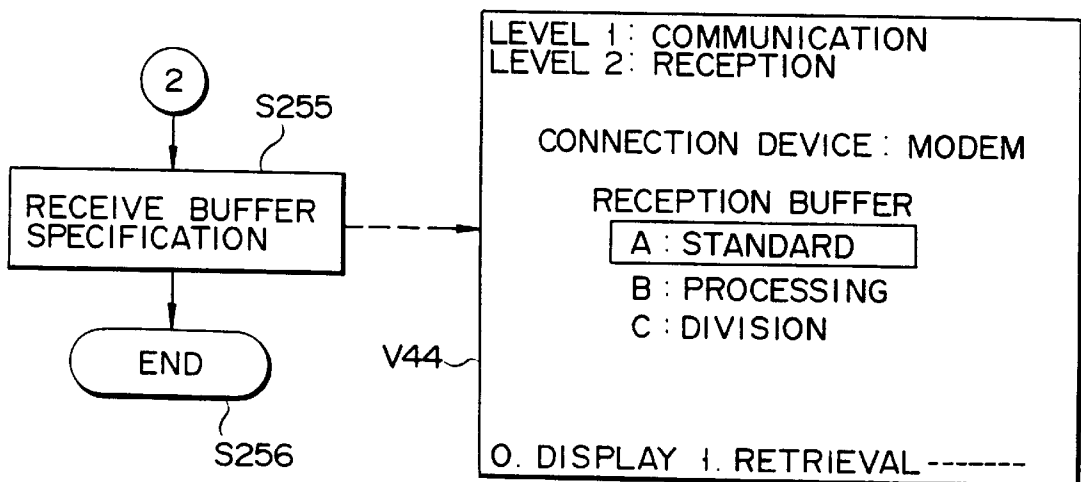 2
S255
RECEIVE BUFFER
SPECIFICATION
END
S256
V44
LEVEL 1: COMMUNICATION
LEVEL 2: RECEPTION
CONNECTION DEVICE: MODEM
RECEPTION BUFFER
A: STANDARD
B: PROCESSING
C: DIVISION
0. DISPLAY 1. RETRIEVAL -------